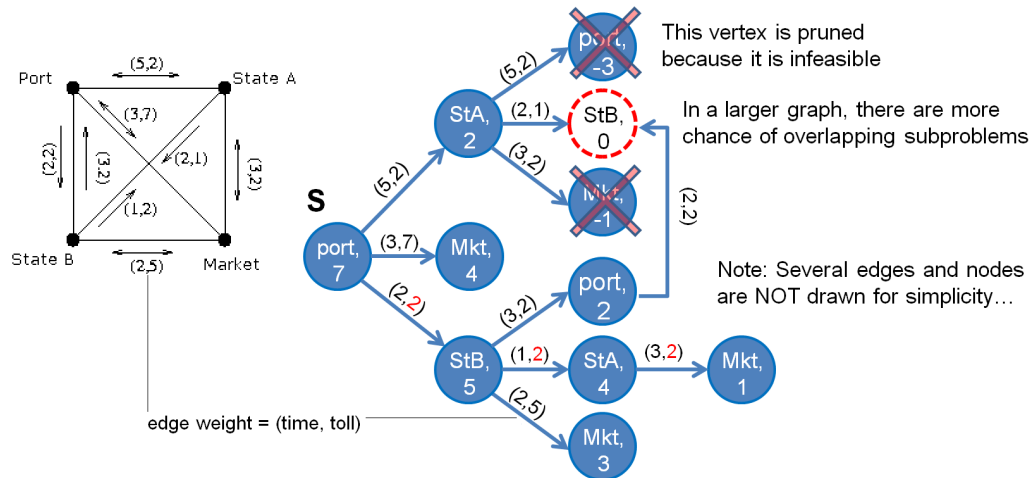 Port
(5,2)
State A
(3,7)
(2,2)
(3.2)
(2,1)
(3,2)
(1,2)
State B
(2,5)
Market
edge weight = (time, toll)
S
port,
7
(5,2)
(3,7)
(2,2)
StA,
2
Mkt,
4
StB,
5
(5,2)
(2,1)
(3,2)
port,
-3
StB,
0
Mkt,
-1
(3,2)
(1,2)
(2,5)
port,
2
StA,
4
Mkt,
3
(2,2)
(3,2)
Mkt,
1
This vertex is pruned
because it is infeasible
In a larger graph, there are more
chance of overlapping subproblems
Note: Several edges and nodes
are NOT drawn for simplicity…